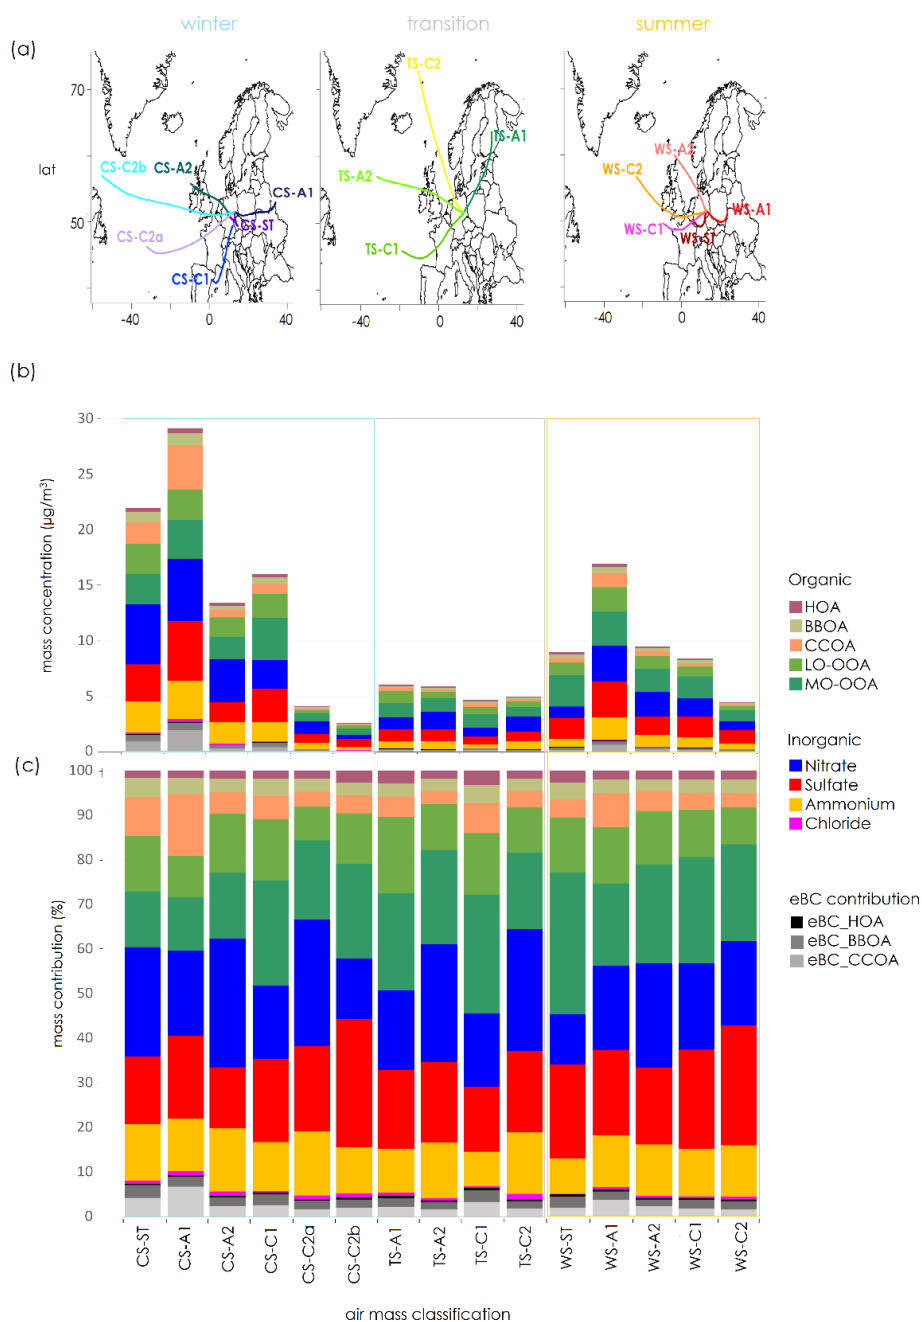 winter transition summer
(a)
70
lat
50
TS-C2
CS-C2b CS-A2 CS-A1
CS-ST
CS-C2a
CS-C1
TS-A1
TS-A2
TS-C1
WS-A2
WS-C2
WS-A1
WS-C1
WS-ST
-40 0 40 -40 0 40 -40 0 40
(b)
mass concentration (µg/m³)
30
25
20
15
10
5
0
Organic
HOA
BBOA
CCOA
LO-OOA
MO-OOA
(c)
mass contribution (%)
100
90
80
70
60
50
40
30
20
10
0
Inorganic
Nitrate
Sulfate
Ammonium
Chloride
eBC contribution
eBC_HOA
eBC_BBOA
eBC_CCOA
CS-ST CS-A1 CS-A2 CS-C1 CS-C2a CS-C2b TS-A1 TS-A2 TS-C1 TS-C2 WS-ST WS-A1 WS-A2 WS-C1 WS-C2
air mass classification